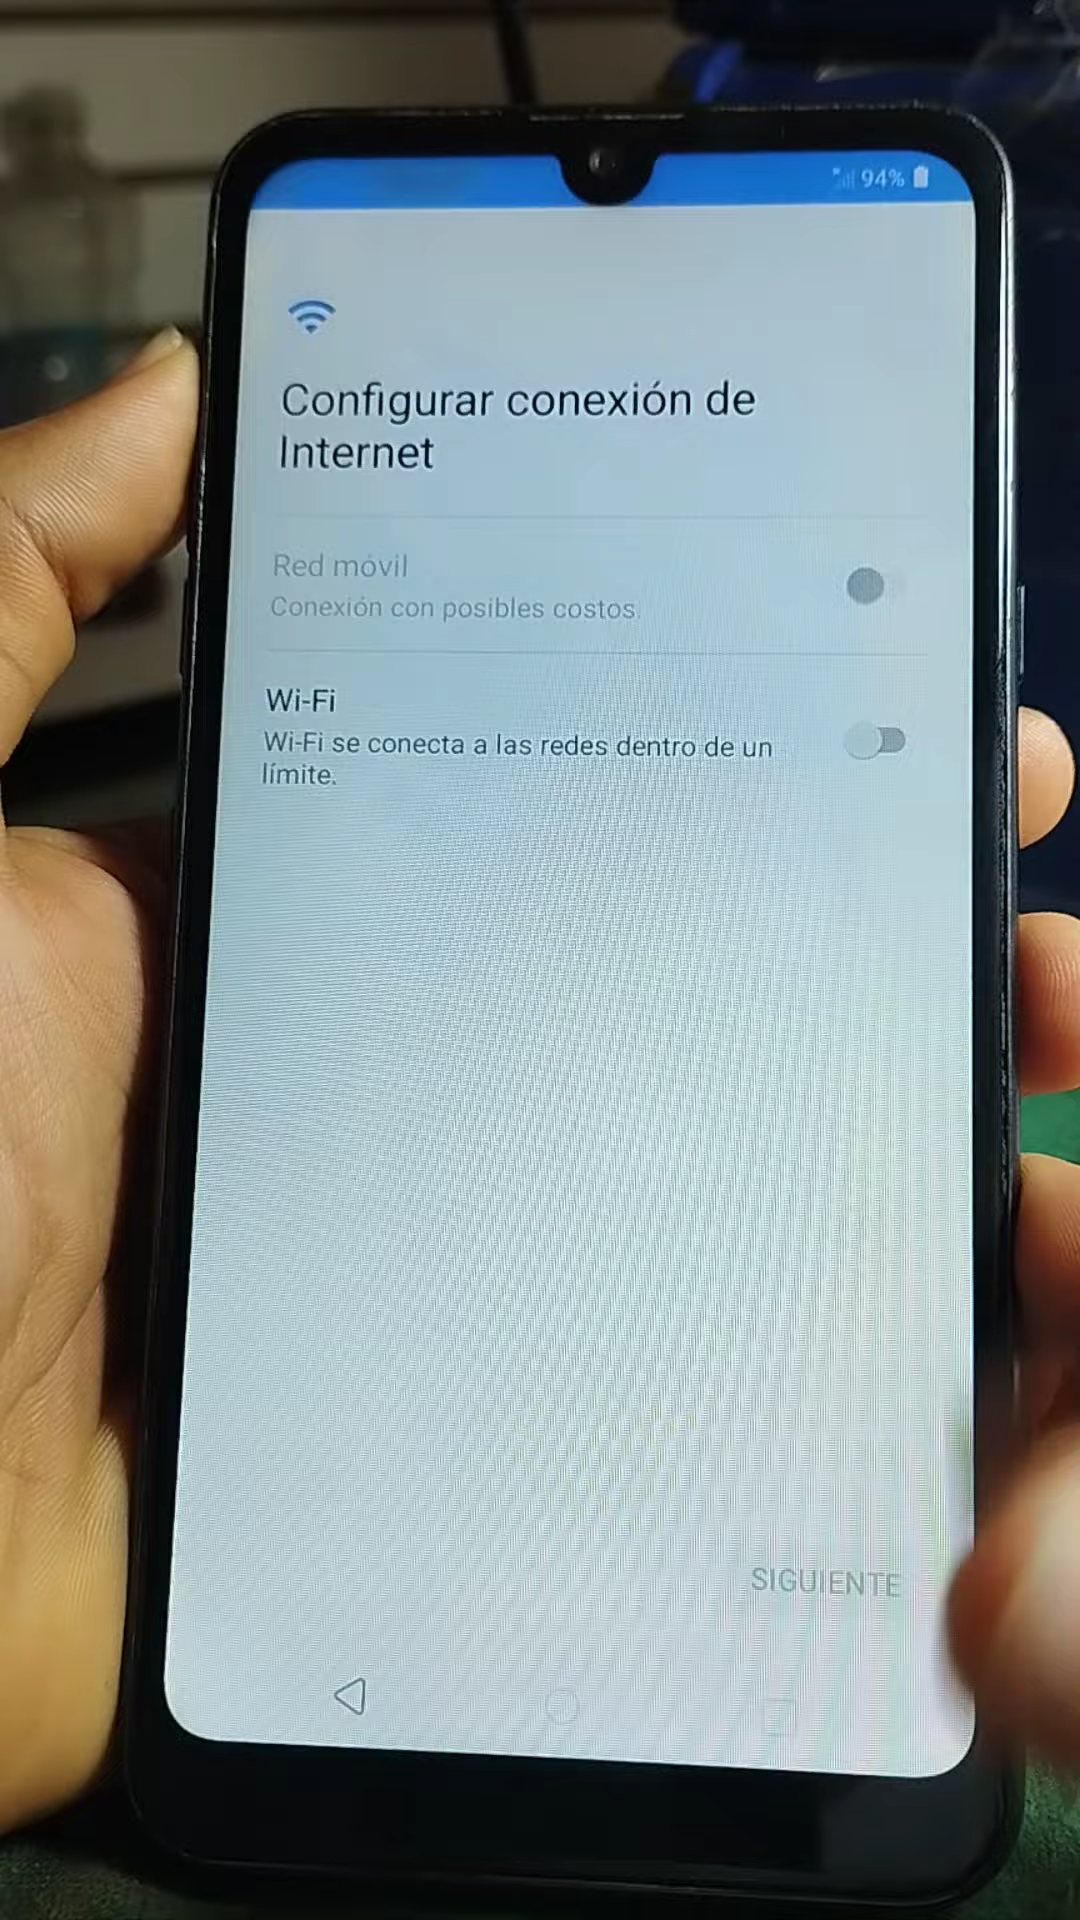 94%
Configurar conexión de
Internet
Red móvil
Conexión con posibles costos.
Wi-Fi
Wi-Fi se conecta a las redes dentro de un
límite.
SIGUIENTE